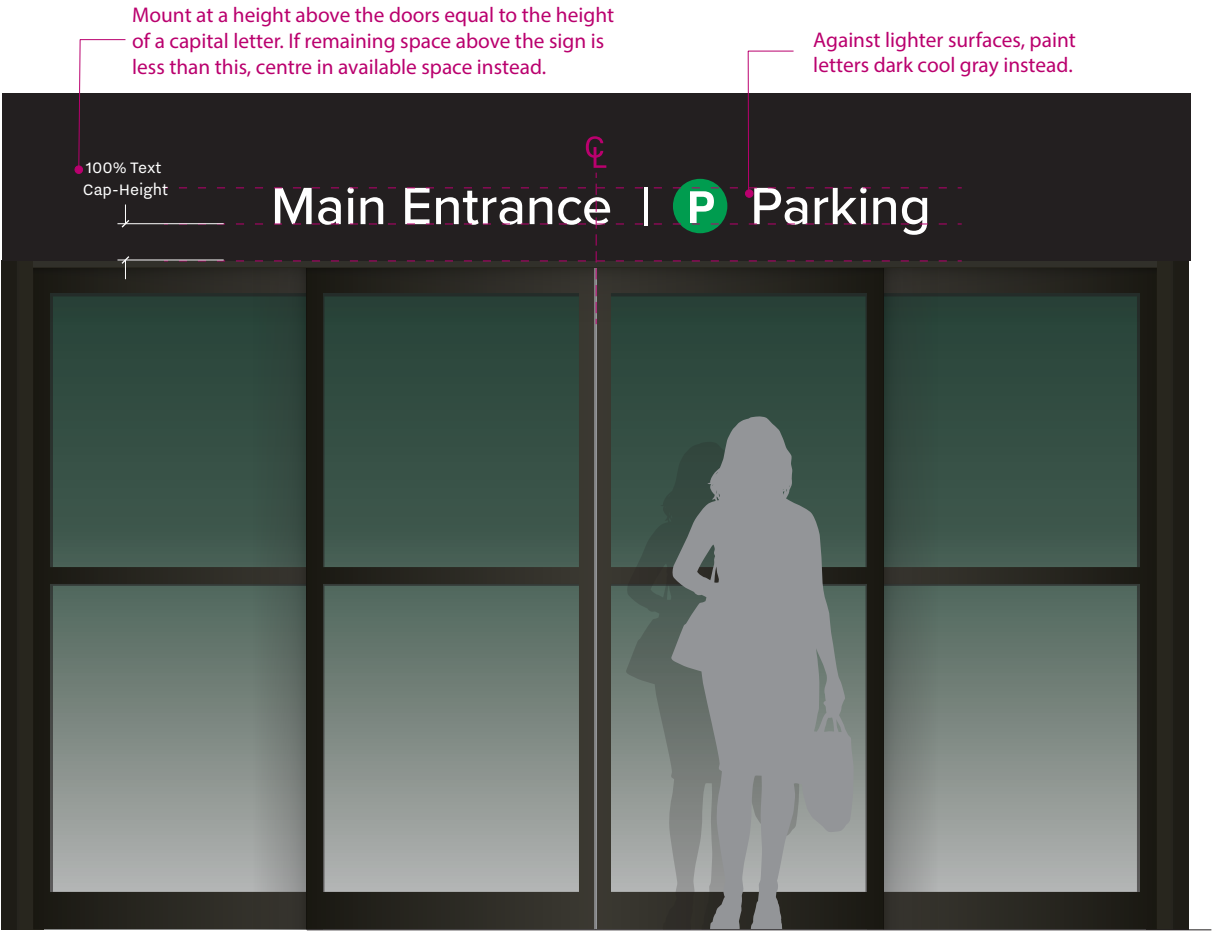 Mount at a height above the doors equal to the height
of a capital letter. If remaining space above the sign is
less than this, centre in available space instead.
Against lighter surfaces, paint
letters dark cool gray instead.
100% Text
Cap-Height
℄
Main Entrance | P Parking